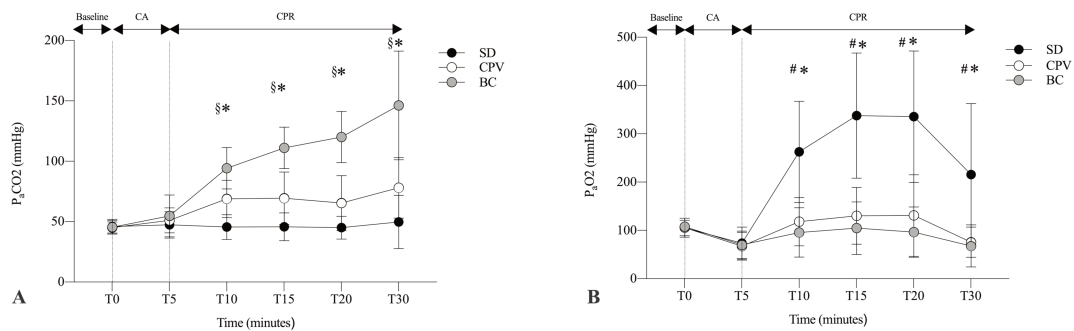 Baseline CA CPR
200
150
100
50
0
PaCO2 (mmHg)
§*
§*
§*
§*
SD
CPV
BC
T0 T5 T10 T15 T20 T30
Time (minutes)
A
Baseline CA CPR
500
400
300
200
100
0
PaO2 (mmHg)
#*
#*
#*
#*
SD
CPV
BC
T0 T5 T10 T15 T20 T30
Time (minutes)
B